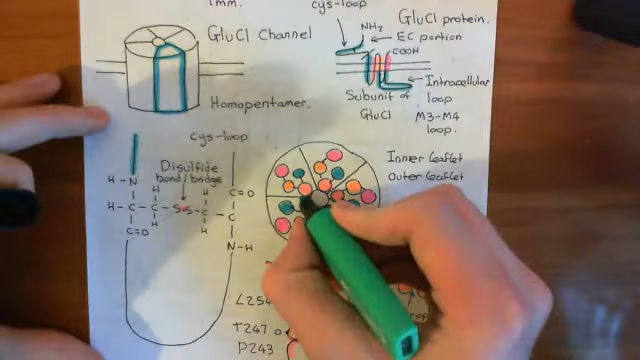 1mm.
cys-loop
GluCl protein.
NH2
GluCl Channel
EC portion
COOH
Intracellular
loop
M3-M4
loop.
Subunit of
GluCl
Homopentamer.
cys-loop
Disulfide
bond/bridge
Inner leaflet
Outer leaflet
H-N
H
H
C=O
H-C-C-S-S-C-C
H
H
C=O
N-H
L254
T247
P243